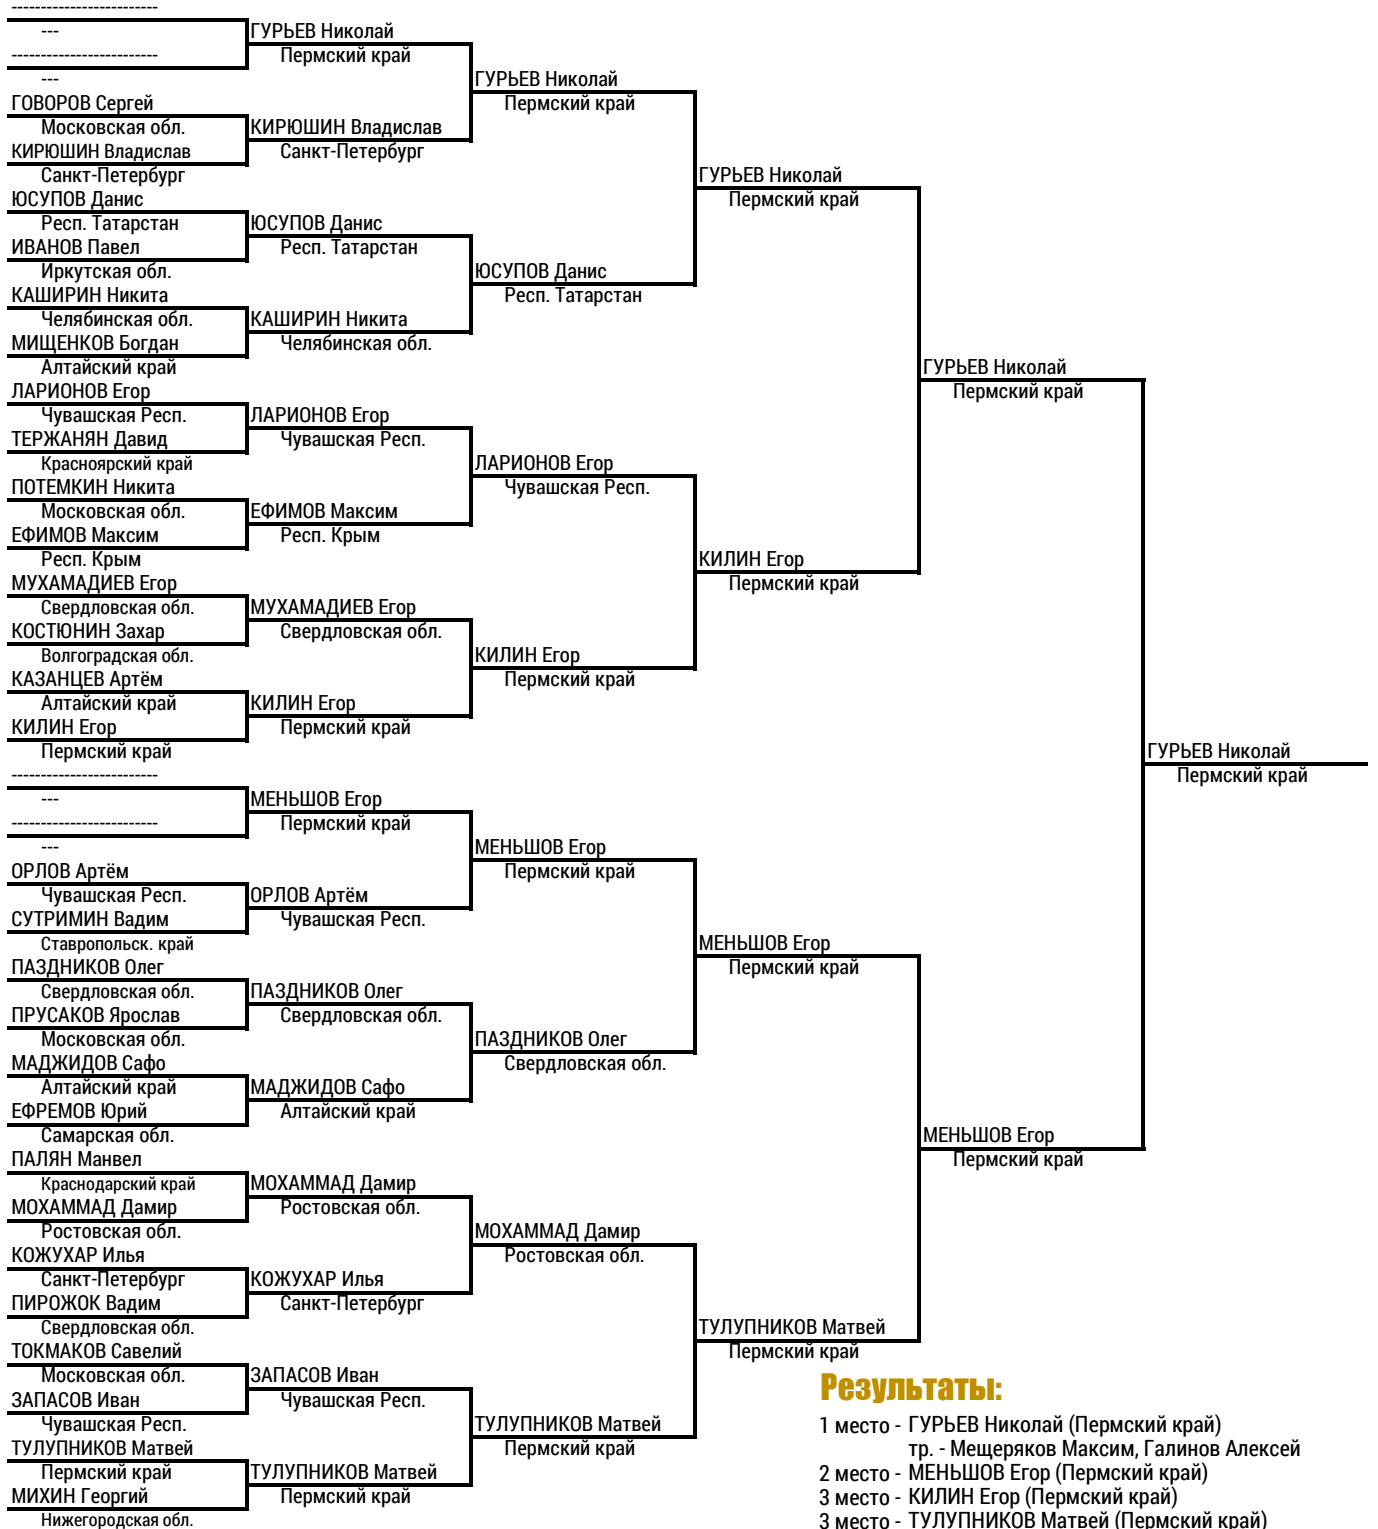 -------------------------
---
-------------------------
---
ГОВОРОВ Сергей
Московская обл.
КИРЮШИН Владислав
Санкт-Петербург
ЮСУПОВ Данис
Респ. Татарстан
ИВАНОВ Павел
Иркутская обл.
КАШИРИН Никита
Челябинская обл.
МИЩЕНКОВ Богдан
Алтайский край
ЛАРИОНОВ Егор
Чувашская Респ.
ТЕРЖАНЯН Давид
Красноярский край
ПОТЕМКИН Никита
Московская обл.
ЕФИМОВ Максим
Респ. Крым
МУХАМАДИЕВ Егор
Свердловская обл.
КОСТЮНИН Захар
Волгоградская обл.
КАЗАНЦЕВ Артём
Алтайский край
КИЛИН Егор
Пермский край
-------------------------
---
-------------------------
---
ОРЛОВ Артём
Чувашская Респ.
СУТРИМИН Вадим
Ставропольск. край
ПАЗДНИКОВ Олег
Свердловская обл.
ПРУСАКОВ Ярослав
Московская обл.
МАДЖИДОВ Сафо
Алтайский край
ЕФРЕМОВ Юрий
Самарская обл.
ПАЛЯН Манвел
Краснодарский край
МОХАММАД Дамир
Ростовская обл.
КОЖУХАР Илья
Санкт-Петербург
ПИРОЖОК Вадим
Свердловская обл.
ТОКМАКОВ Савелий
Московская обл.
ЗАПАСОВ Иван
Чувашская Респ.
ТУЛУПНИКОВ Матвей
Пермский край
МИХИН Георгий
Нижегородская обл.
ГУРЬЕВ Николай
Пермский край
КИРЮШИН Владислав
Санкт-Петербург
ЮСУПОВ Данис
Респ. Татарстан
КАШИРИН Никита
Челябинская обл.
ЛАРИОНОВ Егор
Чувашская Респ.
ЕФИМОВ Максим
Респ. Крым
МУХАМАДИЕВ Егор
Свердловская обл.
КИЛИН Егор
Пермский край
МЕНЬШОВ Егор
Пермский край
ОРЛОВ Артём
Чувашская Респ.
ПАЗДНИКОВ Олег
Свердловская обл.
МАДЖИДОВ Сафо
Алтайский край
МОХАММАД Дамир
Ростовская обл.
КОЖУХАР Илья
Санкт-Петербург
ЗАПАСОВ Иван
Чувашская Респ.
ТУЛУПНИКОВ Матвей
Пермский край
ГУРЬЕВ Николай
Пермский край
ЮСУПОВ Данис
Респ. Татарстан
ЛАРИОНОВ Егор
Чувашская Респ.
КИЛИН Егор
Пермский край
МЕНЬШОВ Егор
Пермский край
ПАЗДНИКОВ Олег
Свердловская обл.
МОХАММАД Дамир
Ростовская обл.
ТУЛУПНИКОВ Матвей
Пермский край
ГУРЬЕВ Николай
Пермский край
КИЛИН Егор
Пермский край
МЕНЬШОВ Егор
Пермский край
ТУЛУПНИКОВ Матвей
Пермский край
ГУРЬЕВ Николай
Пермский край
МЕНЬШОВ Егор
Пермский край
ГУРЬЕВ Николай
Пермский край
Результаты:
1 место - ГУРЬЕВ Николай (Пермский край)
тр. - Мещеряков Максим, Галинов Алексей
2 место - МЕНЬШОВ Егор (Пермский край)
3 место - КИЛИН Егор (Пермский край)
3 место - ТУЛУПНИКОВ Матвей (Пермский край)